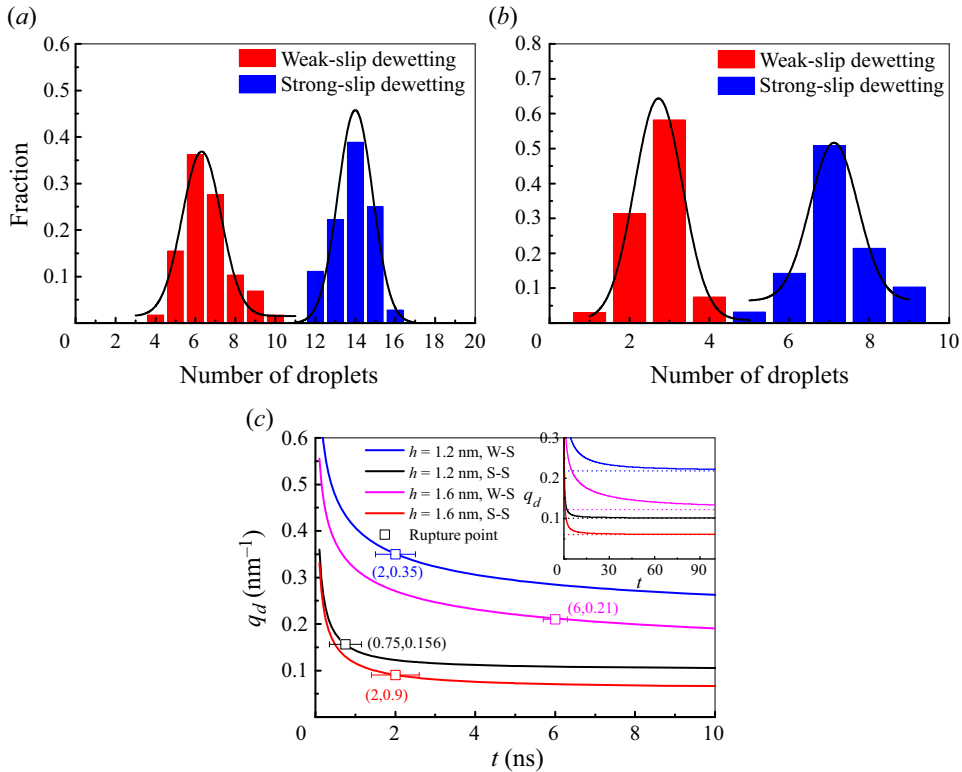 (a)
(b)
0.6
0.5
0.4
0.3
0.2
0.1
0 2 4 6 8 10 12 14 16 18 20
Fraction
Number of droplets
Weak-slip dewetting
Strong-slip dewetting
0.8
0.7
0.6
0.5
0.4
0.3
0.2
0.1
0 2 4 6 8 10
Number of droplets
Weak-slip dewetting
Strong-slip dewetting
(c)
0.6
0.5
0.4
0.3
0.2
0.1
0 2 4 6 8 10
q_d (nm⁻¹)
t (ns)
h = 1.2 nm, W-S
h = 1.2 nm, S-S
h = 1.6 nm, W-S
h = 1.6 nm, S-S
Rupture point
(2,0.35)
(6,0.21)
(0.75,0.156)
(2,0.9)
0.3
0.2
q_d
0.1
0 30 60 90
t